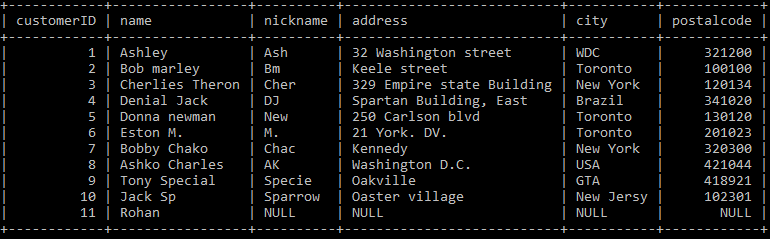 customerID | name | nickname | address | city | postalcode
1 | Ashley | Ash | 32 Washington street | WDC | 321200
2 | Bob marley | Bm | Keele street | Toronto | 100100
3 | Cherlies Theron | Cher | 329 Empire state Building | New York | 120134
4 | Denial Jack | DJ | Spartan Building, East | Brazil | 341020
5 | Donna newman | New | 250 Carlson blvd | Toronto | 130120
6 | Eston M. | M. | 21 York. DV. | Toronto | 201023
7 | Bobby Chako | Chac | Kennedy | New York | 320300
8 | Ashko Charles | AK | Washington D.C. | USA | 421044
9 | Tony Special | Specie | Oakville | GTA | 418921
10 | Jack Sp | Sparrow | Oaster village | New Jersy | 102301
11 | Rohan | NULL | NULL | NULL | NULL